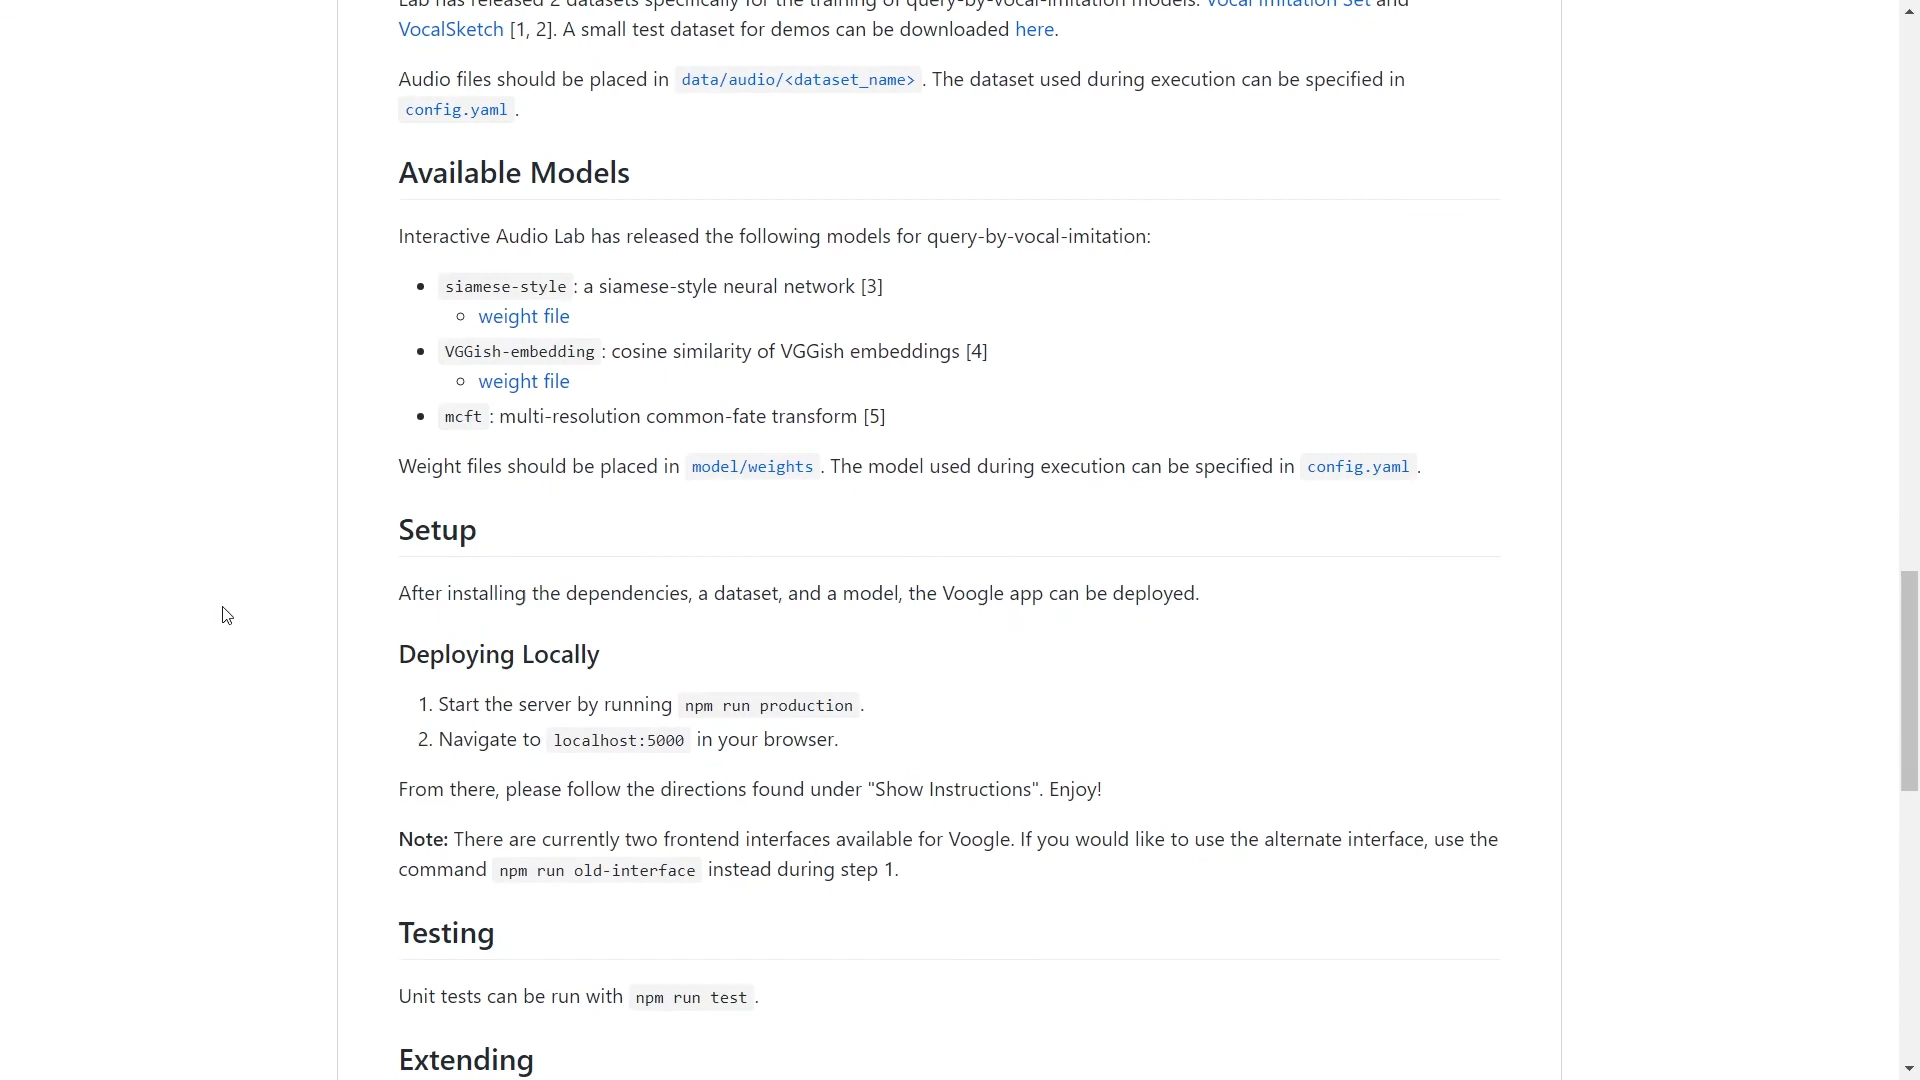 Lab has released 2 datasets specifically for the training of query-by-vocal-imitation models: Vocal Imitation Set and
VocalSketch [1, 2]. A small test dataset for demos can be downloaded here.
Audio files should be placed in data/audio/<dataset_name>. The dataset used during execution can be specified in
config.yaml.
Available Models
Interactive Audio Lab has released the following models for query-by-vocal-imitation:
• siamese-style: a siamese-style neural network [3]
◦ weight file
• VGGish-embedding: cosine similarity of VGGish embeddings [4]
◦ weight file
• mcft: multi-resolution common-fate transform [5]
Weight files should be placed in model/weights. The model used during execution can be specified in config.yaml.
Setup
After installing the dependencies, a dataset, and a model, the Voogle app can be deployed.
Deploying Locally
1. Start the server by running npm run production.
2. Navigate to localhost:5000 in your browser.
From there, please follow the directions found under "Show Instructions". Enjoy!
Note: There are currently two frontend interfaces available for Voogle. If you would like to use the alternate interface, use the
command npm run old-interface instead during step 1.
Testing
Unit tests can be run with npm run test.
Extending